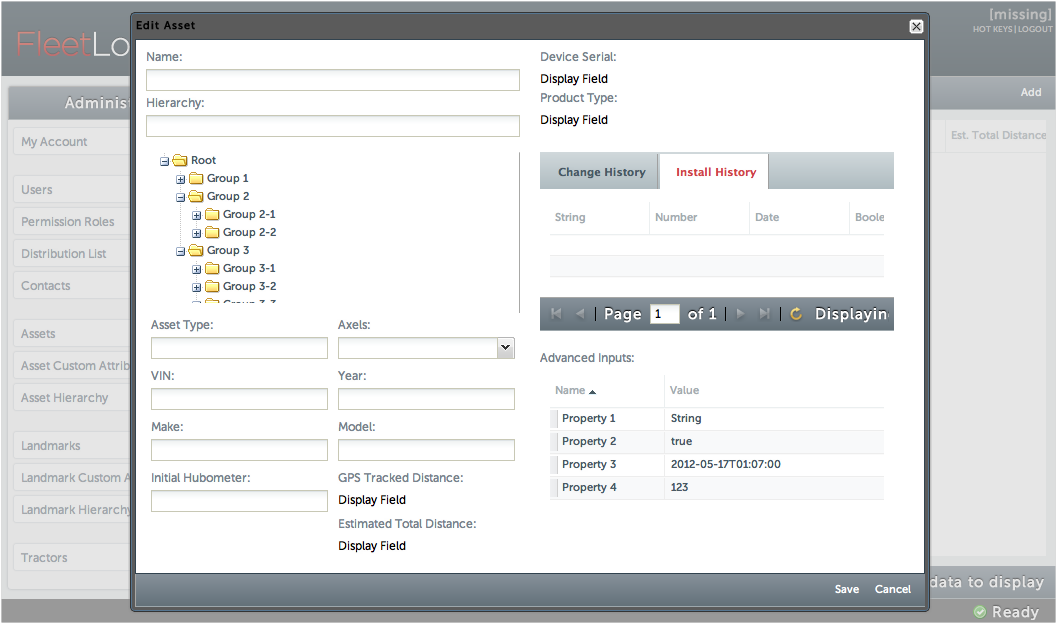 Edit Asset
[missing]
HOT KEYS | LOGOUT
FleetLo
Adminis
Add
My Account
Users
Permission Roles
Distribution List
Contacts
Assets
Asset Custom Attrib
Asset Hierarchy
Landmarks
Landmark Custom A
Landmark Hierarchy
Tractors
Est. Total Distance
Name:
Hierarchy:
Root
Group 1
Group 2
Group 2-1
Group 2-2
Group 3
Group 3-1
Group 3-2
Group 3-3
Asset Type:
Axels:
VIN:
Year:
Make:
Model:
Initial Hubometer:
GPS Tracked Distance:
Display Field
Estimated Total Distance:
Display Field
Device Serial:
Display Field
Product Type:
Display Field
Change History
Install History
String Number Date Boole
Page 1 of 1 Displayin
Advanced Inputs:
Name Value
Property 1 String
Property 2 true
Property 3 2012-05-17T01:07:00
Property 4 123
Save Cancel
data to display
Ready